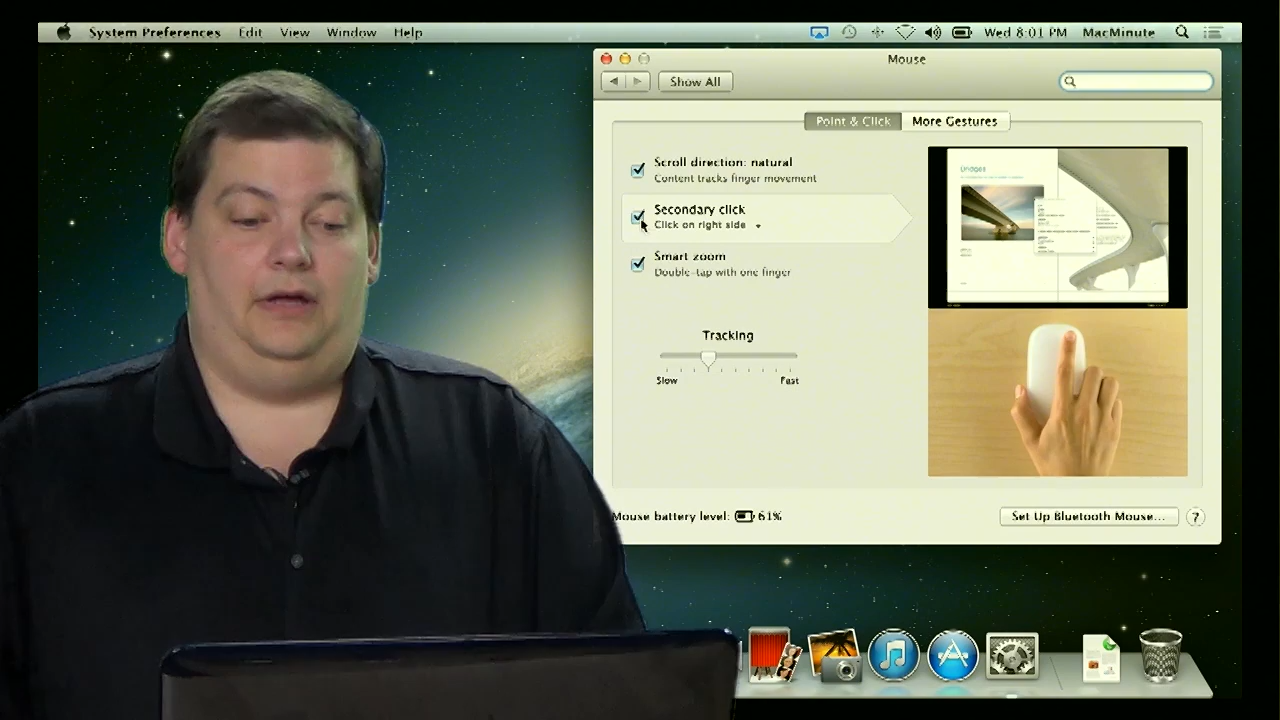 System Preferences Edit View Window Help Wed 8:01 PM MacMinute
Mouse
Show All
Point & Click More Gestures
Scroll direction: natural
Content tracks finger movement
Secondary click
Click on right side
Smart zoom
Double-tap with one finger
Tracking
Slow Fast
Bridges
Mouse battery level: 61%
Set Up Bluetooth Mouse... ?